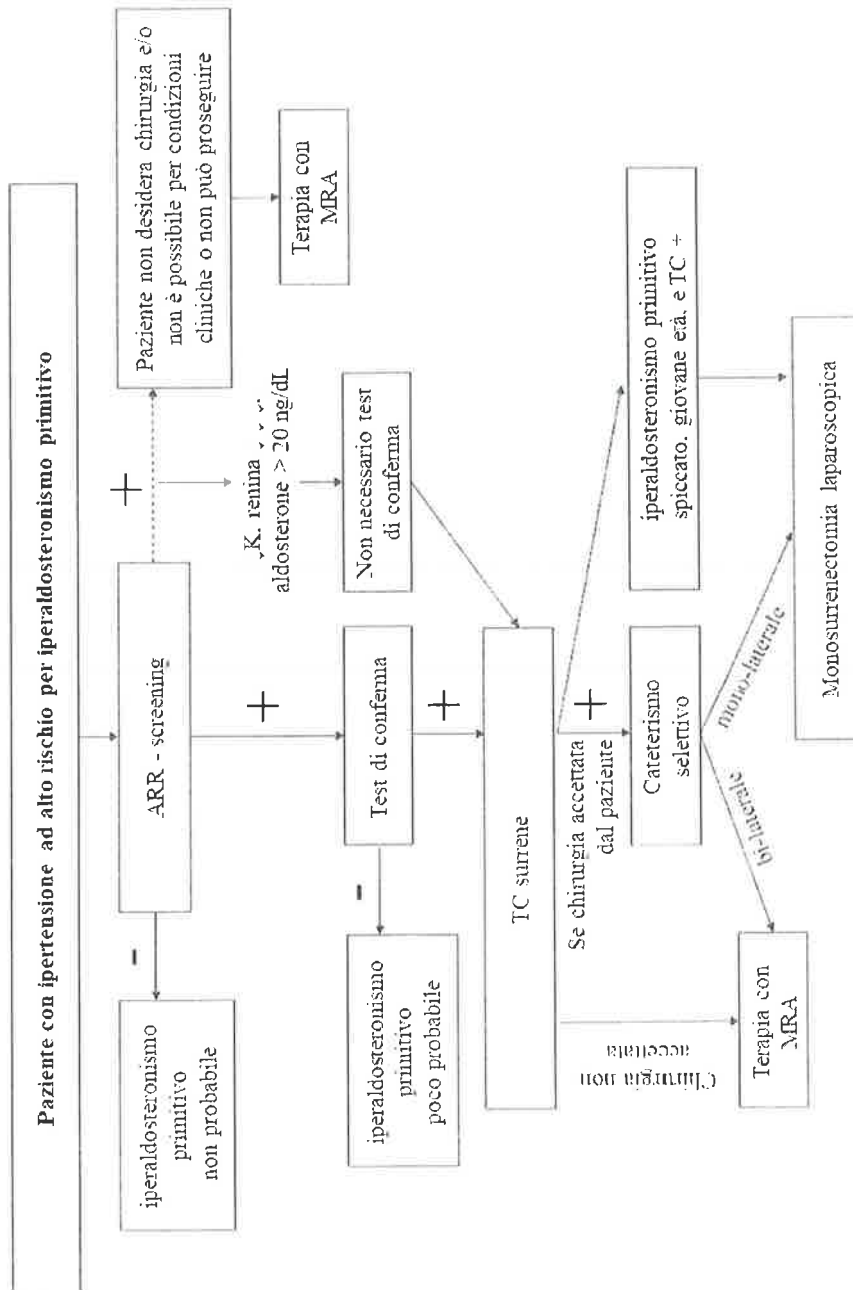 Paziente con ipertensione ad alto rischio per iperaldosteronismo primitivo
ARR - screening
-
iperaldosteronismo
primitivo
non probabile
+
Paziente non desidera chirurgia e/o
non è possibile per condizioni
cliniche o non può proseguire
Terapia con
MRA
K. renina
aldosterone > 20 ng/dL
Non necessario test
di conferma
+
Test di conferma
-
iperaldosteronismo
primitivo
poco probabile
+
TC surrene
Chirurgia non
accettata
Terapia con
MRA
Se chirurgia accettata
dal paziente
+
Cateterismo
selettivo
bi-laterale
mono-laterale
iperaldosteronismo primitivo
spiccato. giovane età. e TC +
Monosurrenectomia laparoscopica